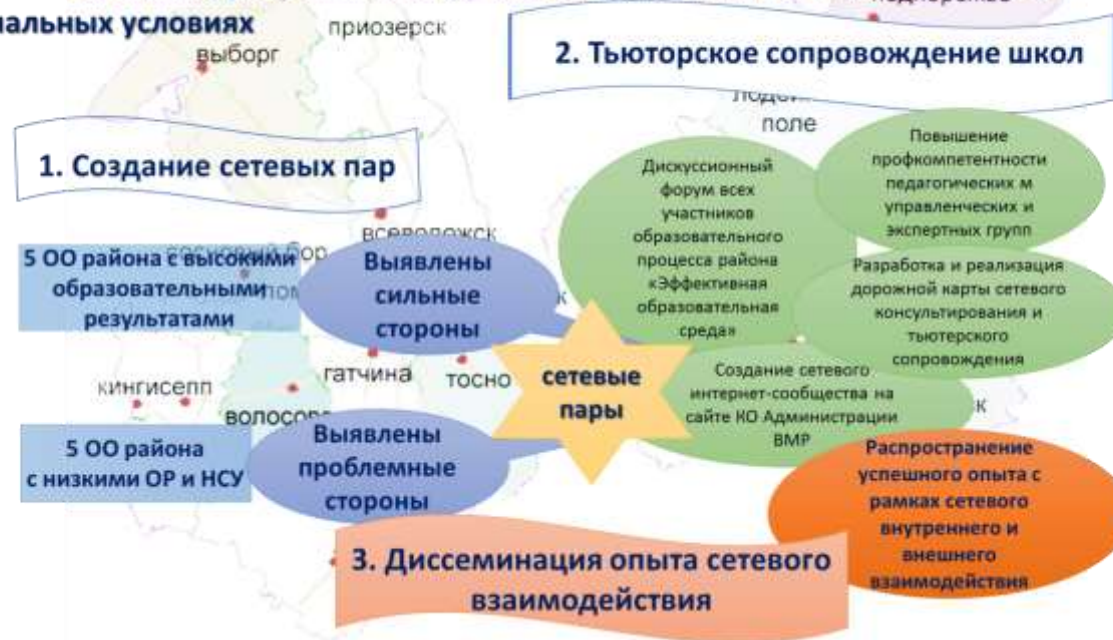 нальных условиях
приозерск
выборг
2. Тьюторское сопровождение школ
поле
1. Создание сетевых пар
Дискуссионный
форум всех
участников
образовательного
процесса района
«Эффективная
образовательная
среда»
Повышение
профкомпетентности
педагогических м
управленческих и
экспертных групп
всеволожск
5 ОО района с высокими
образовательными
результатами
Выявлены
сильные
стороны
Разработка и реализация
дорожной карты сетевого
консультирования и
тьютерского
сопровождения
гатчина
тосно
кингисепп
сетевые
пары
Создание сетевого
интернет-сообщества на
сайте КО Администрации
ВМР
5 ОО района
с низкими ОР и НСУ
Выявлены
проблемные
стороны
Распространение
успешного опыта с
рамках сетевого
внутреннего и
внешнего
взаимодействия
3. Диссеминация опыта сетевого
взаимодействия